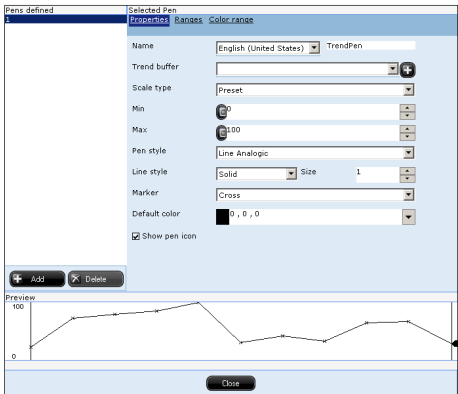 Pens defined
1
Selected Pen
Properties Ranges Color range
Name English (United States) TrendPen
Trend buffer
Scale type Preset
Min 0
Max 100
Pen style Line Analogic
Line style Solid Size 1
Marker Cross
Default color 0 , 0 , 0
Show pen icon
Add Delete
Preview
100
0
Close